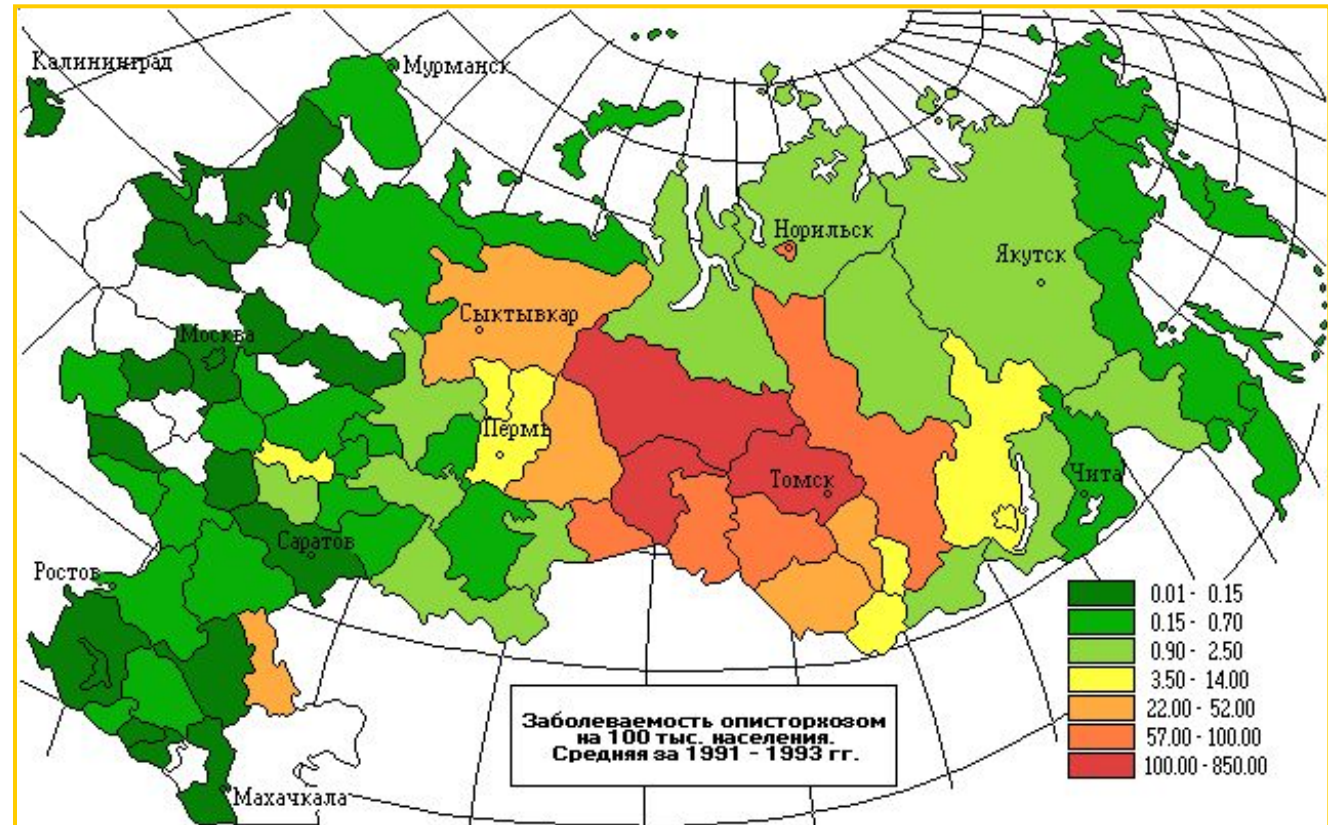 Калининград
Мурманск
Норильск
Якутск
Сыктывкар
Москва
Пермь
Томск
Чита
Саратов
Ростов
Махачкала
0.01 - 0.15
0.15 - 0.70
0.90 - 2.50
3.50 - 14.00
22.00 - 52.00
57.00 - 100.00
100.00 - 850.00
Заболеваемость описторхозом
на 100 тыс. населения.
Средняя за 1991 - 1993 гг.